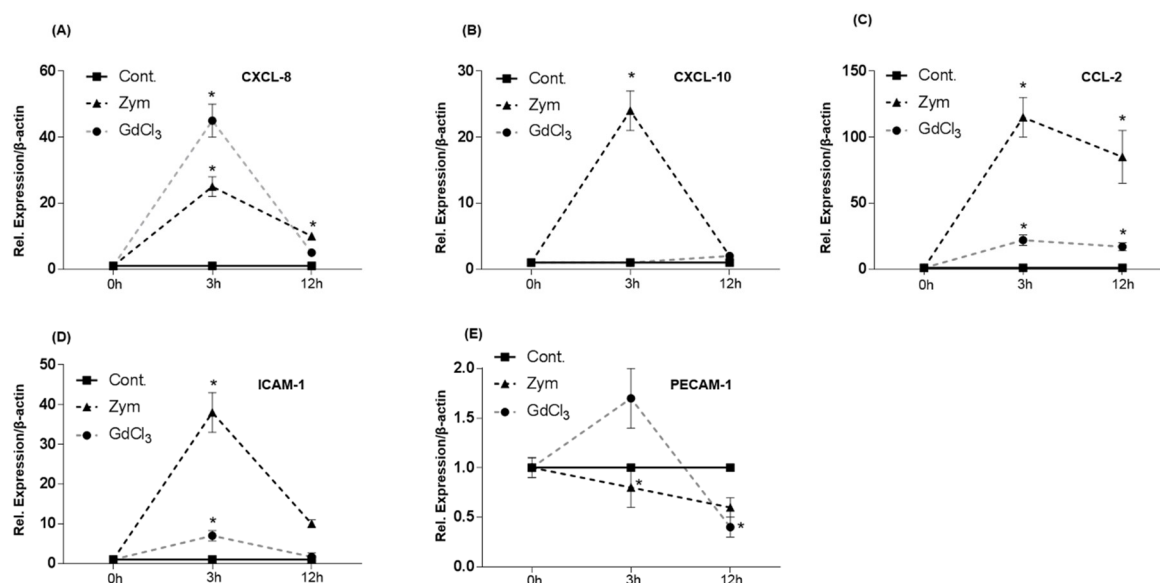 (A)
CXCL-8
Cont.
Zym
GdCl3
Rel. Expression/β-actin
60
40
20
0
0h
3h
12h
*
*
*
(B)
CXCL-10
Cont.
Zym
GdCl3
Rel. Expression/β-actin
30
20
10
0
0h
3h
12h
*
(C)
CCL-2
Cont.
Zym
GdCl3
Rel. Expression/β-actin
150
100
50
0
0h
3h
12h
*
*
*
*
(D)
ICAM-1
Cont.
Zym
GdCl3
Rel. Expression/β-actin
50
40
30
20
10
0
0h
3h
12h
*
*
(E)
PECAM-1
Cont.
Zym
GdCl3
Rel. Expression/β-actin
2.0
1.5
1.0
0.5
0.0
0h
3h
12h
*
*